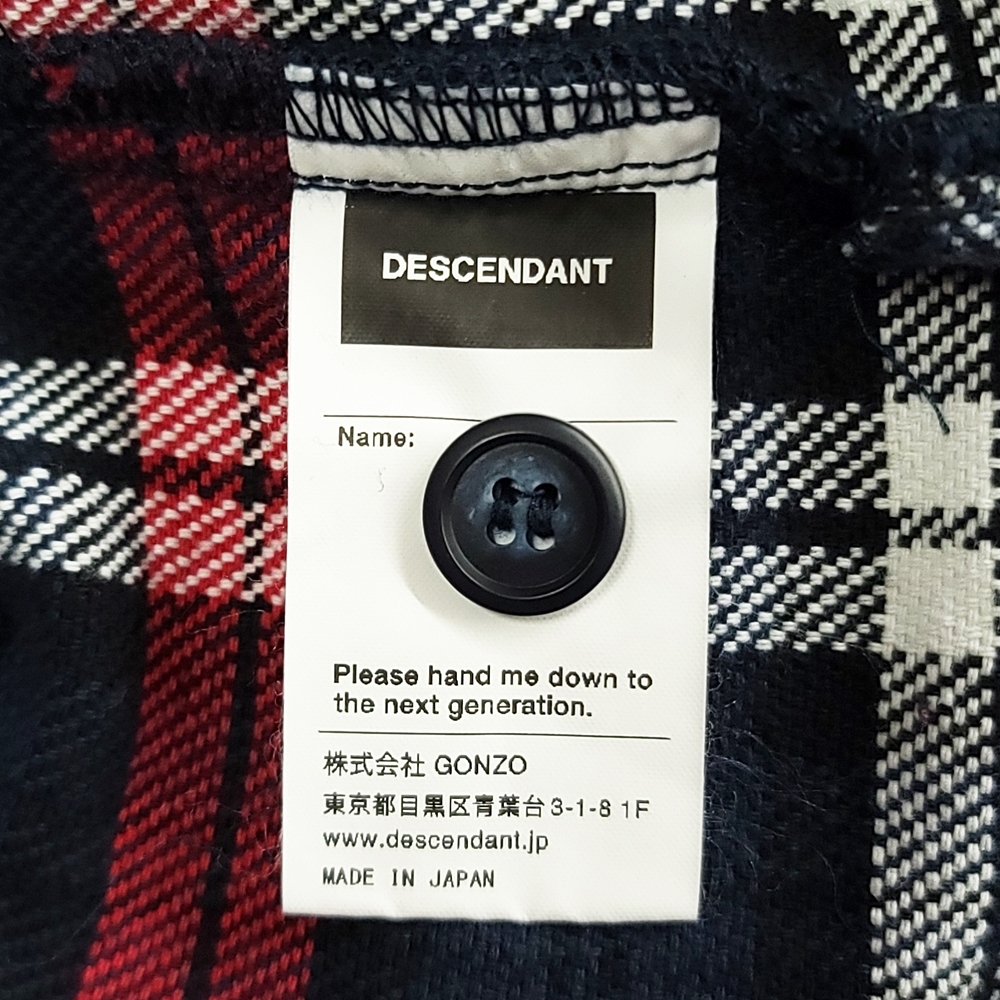 DESCENDANT
Name:
Please hand me down to
the next generation.
株式会社 GONZO
東京都目黒区青葉台3-1-8 1F
www.descendant.jp
MADE IN JAPAN